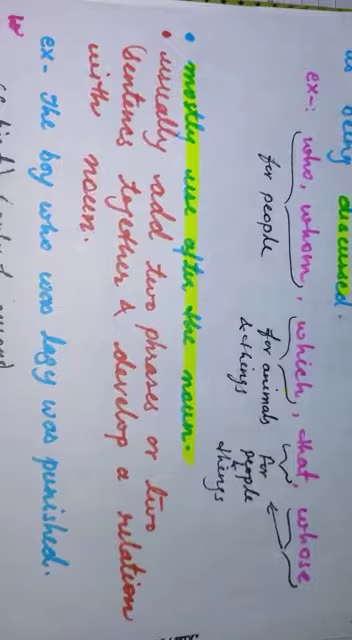 is being discussed.
ex-: who, whom, which, that, whose,
for people
for animals
& things
for
people
&
things
• mostly use after the noun.
• usually add two phrases or two
sentens together & develop a relation
with noun.
ex- The boy who was lazy was punished.